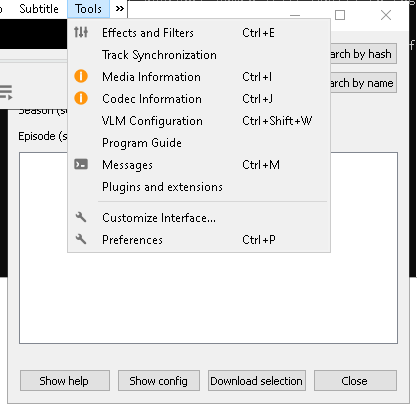 Subtitle Tools »
Effects and Filters Ctrl+E
Track Synchronization
Media Information Ctrl+I
Codec Information Ctrl+J
VLM Configuration Ctrl+Shift+W
Program Guide
Messages Ctrl+M
Plugins and extensions
Customize Interface...
Preferences Ctrl+P
arch by hash
arch by name
Season (s
Episode (s
Show help Show config Download selection Close